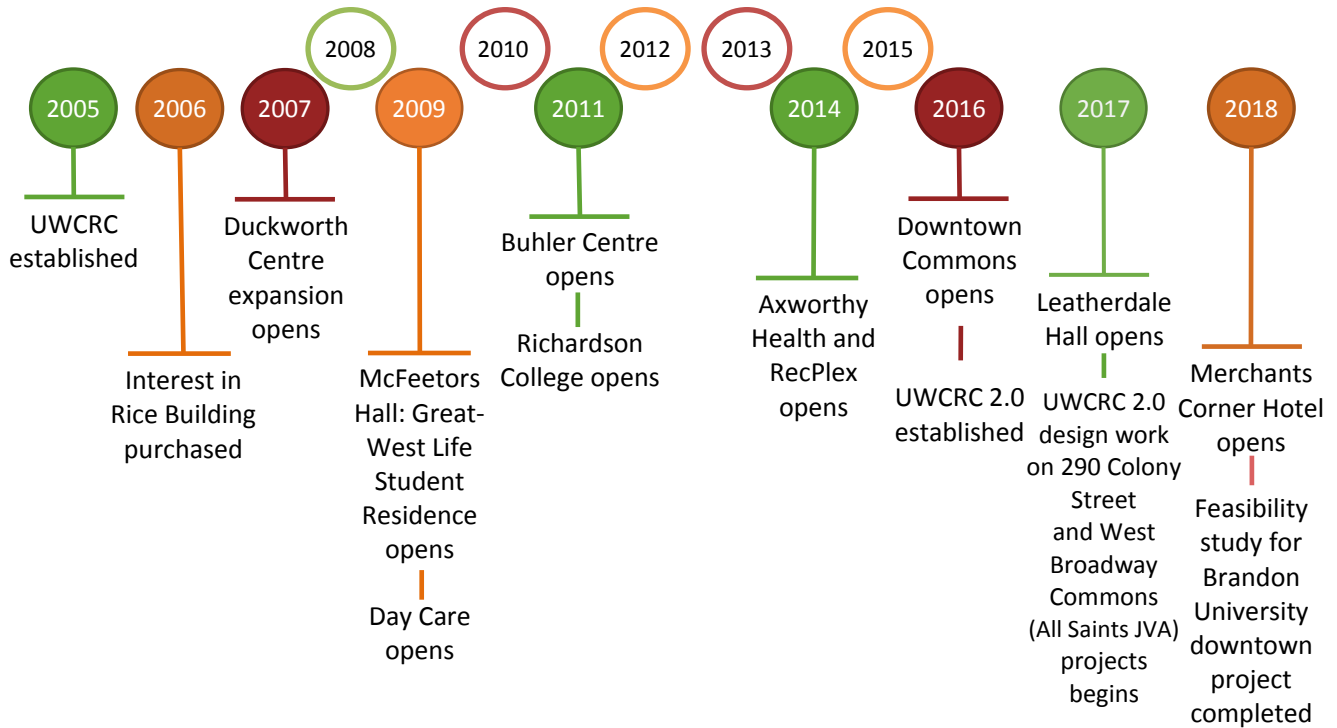 2008
2010
2012
2013
2015
2005
2006
2007
2009
2011
2014
2016
2017
2018
UWCRC
established
Interest in
Rice Building
purchased
Duckworth
Centre
expansion
opens
McFeetors
Hall: Great-
West Life
Student
Residence
opens
Day Care
opens
Buhler Centre
opens
Richardson
College opens
Axworthy
Health and
RecPlex
opens
Downtown
Commons
opens
UWCRC 2.0
established
Leatherdale
Hall opens
UWCRC 2.0
design work
on 290 Colony
Street
and West
Broadway
Commons
(All Saints JVA)
projects
begins
Merchants
Corner Hotel
opens
Feasibility
study for
Brandon
University
downtown
project
completed